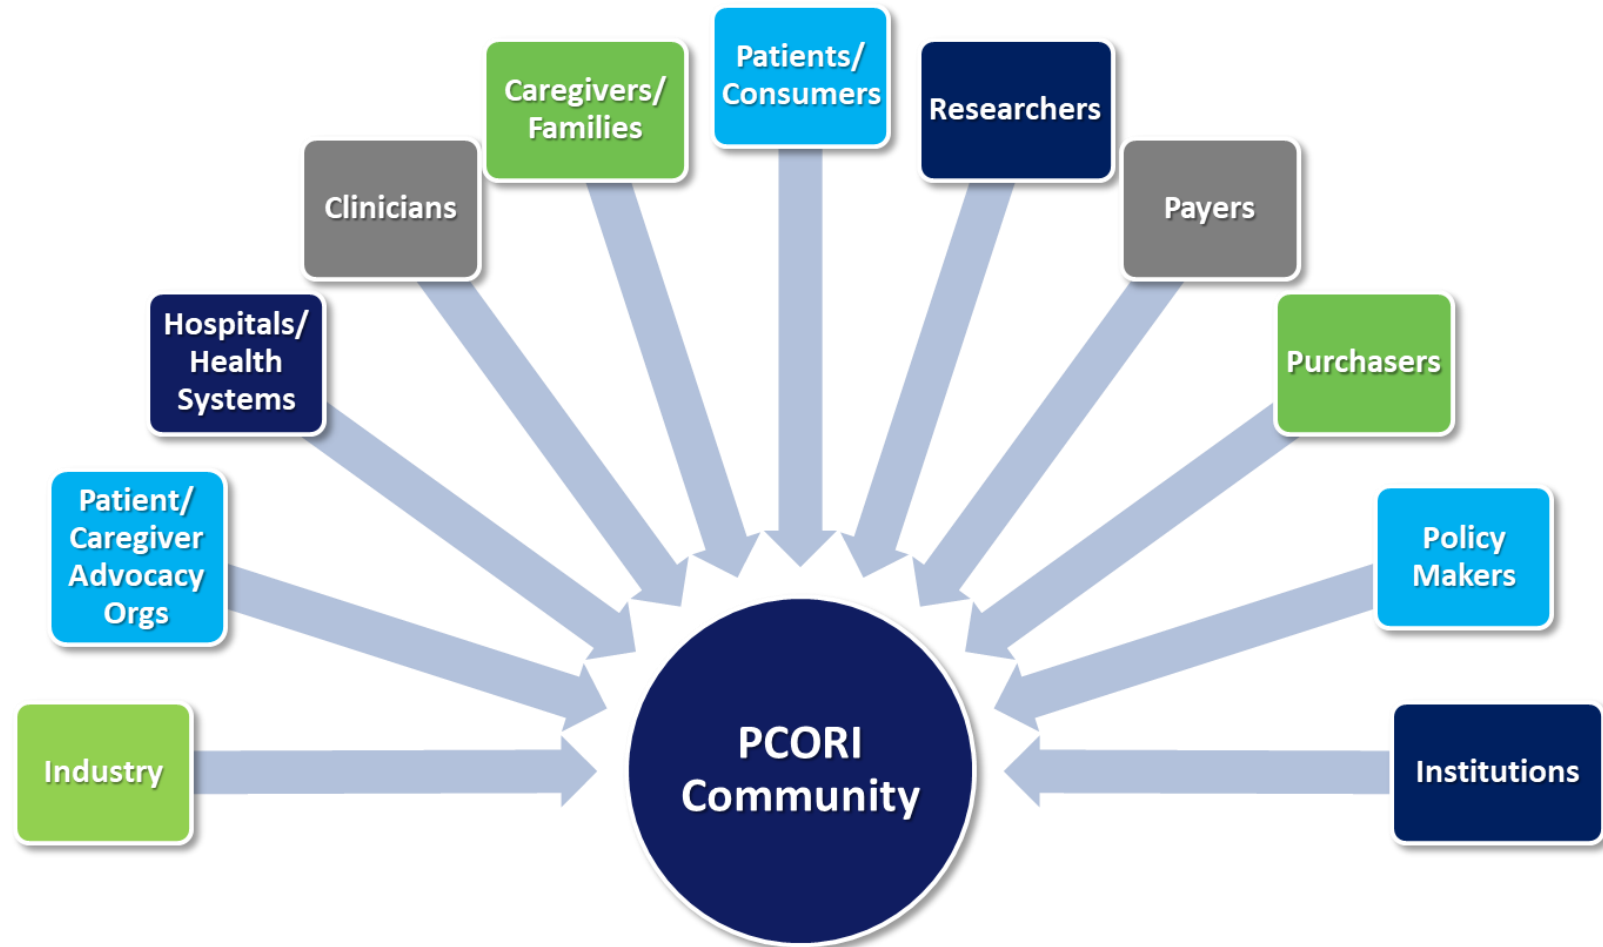 Patients/
Consumers
Caregivers/
Families
Researchers
Clinicians
Payers
Hospitals/
Health
Systems
Purchasers
Patient/
Caregiver
Advocacy
Orgs
Policy
Makers
Industry
PCORI
Community
Institutions